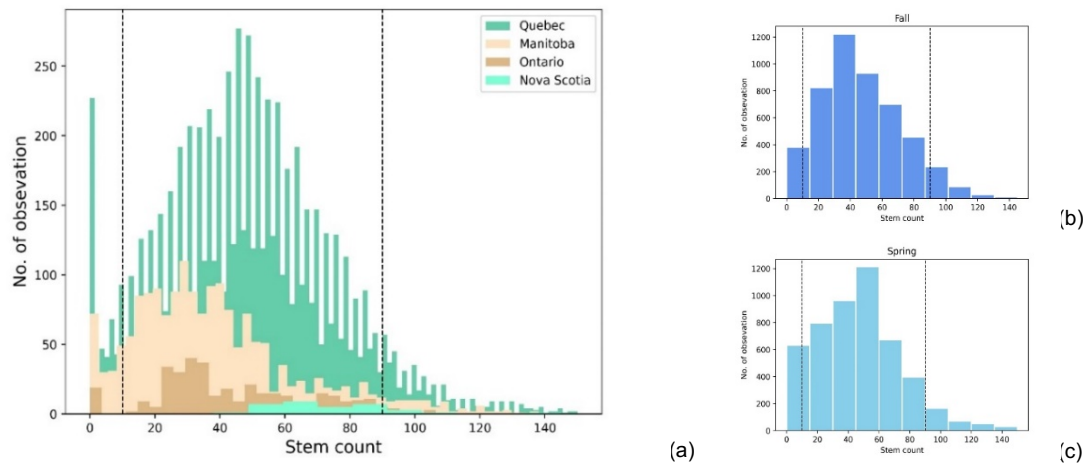 Quebec
Manitoba
Ontario
Nova Scotia
No. of obsevation
250
200
150
100
50
0
0 20 40 60 80 100 120 140
Stem count
(a)
Fall
No. of obsevation
1200
1000
800
600
400
200
0
0 20 40 60 80 100 120 140
Stem count
(b)
Spring
No. of obsevation
1200
1000
800
600
400
200
0
0 20 40 60 80 100 120 140
Stem count
(c)